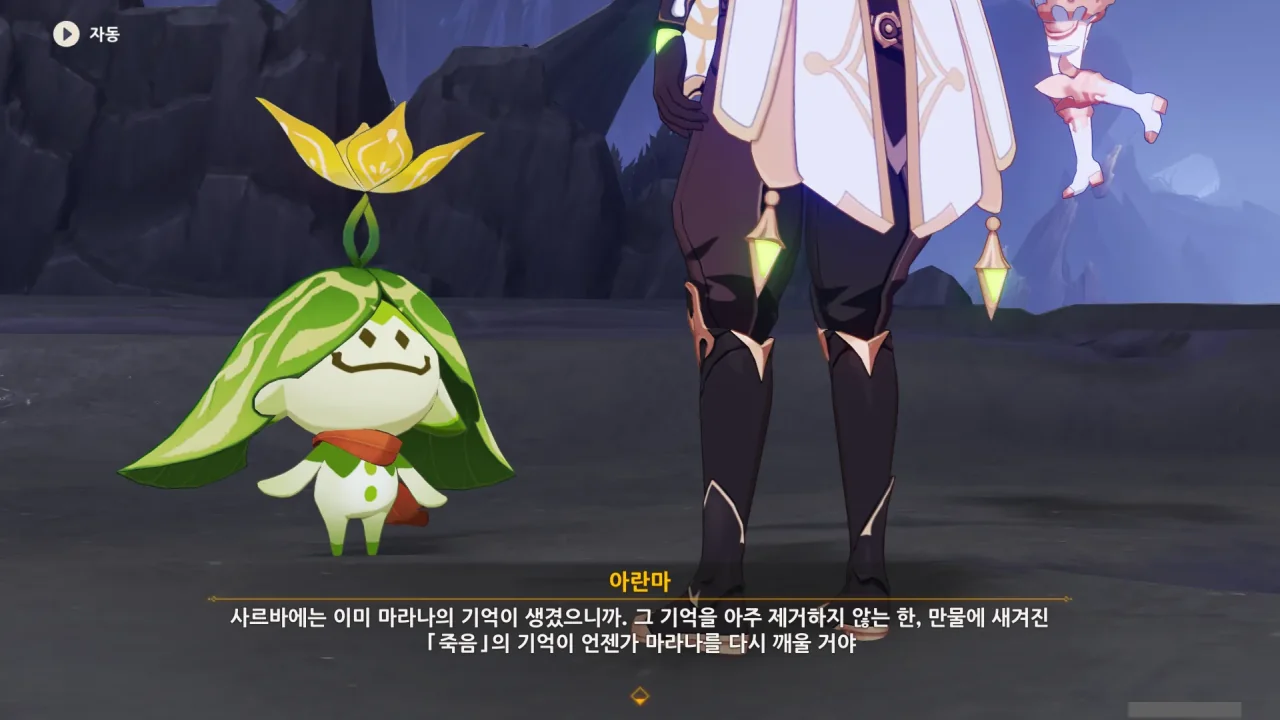 자동
아란마
사르바에는 이미 마라나의 기억이 생겼으니까. 그 기억을 아주 제거하지 않는 한, 만물에 새겨진
「죽음」의 기억이 언젠가 마라나를 다시 깨울 거야